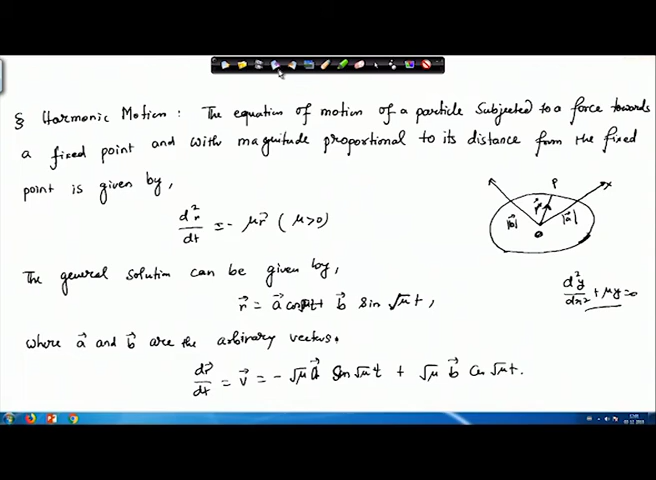 § Harmonic Motion : The equation of motion of a particle subjected to a force towards
a fixed point and with magnitude proportional to its distance from the fixed
point is given by,
d²r⃗/dt = - μr⃗ ( μ>0 )
P
x
r⃗
|b⃗|
|a⃗|
O
The general solution can be given by,
d²y/dx² + μy = 0
r⃗ = a⃗ cos√μt + b⃗ sin √μ t,
where a⃗ and b⃗ are the arbitrary vectors.
dr⃗/dt = v⃗ = - √μ a⃗ Sin √μ t + √μ b⃗ Cos √μ t.